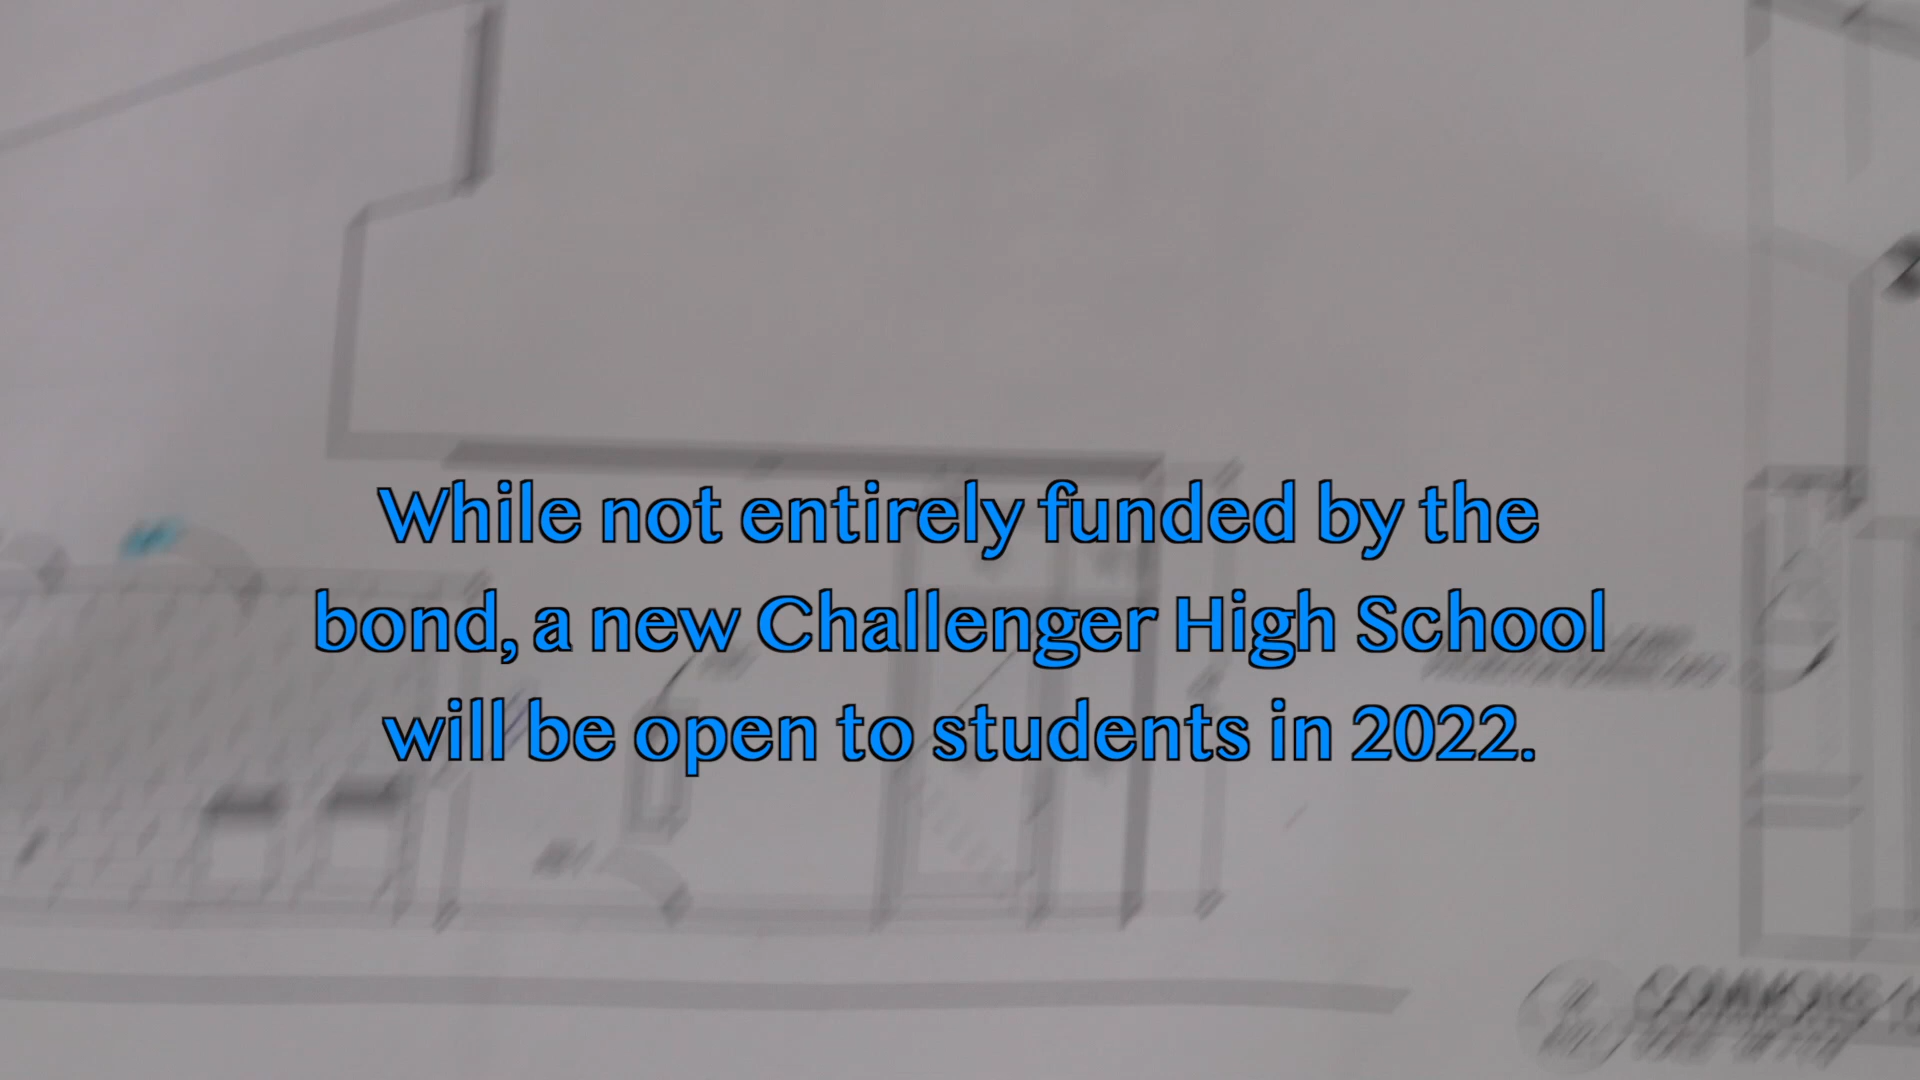 While not entirely funded by the
bond, a new Challenger High School
will be open to students in 2022.